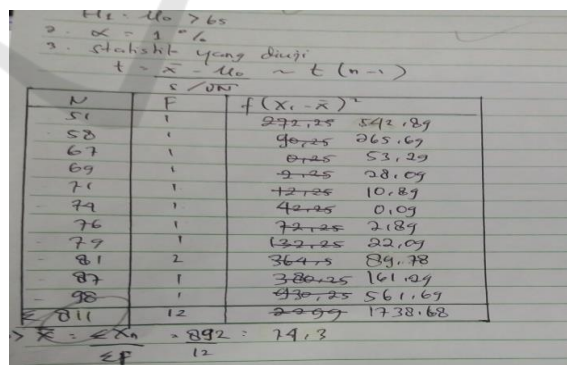 H1 = μ0 > 65
2. α = 1 %
3. Statistik yang diuji
t = x̄ - μ0 ~ t (n-1)
s / √N
N F f(x1 - x̄)²
51 1 272,25 542,89
58 1 90,25 265,69
67 1 0,25 53,29
69 1 9,25 28,09
71 1 12,25 10,89
74 1 42,25 0,09
76 1 72,25 2,89
79 1 132,25 22,09
81 2 364,5 89,78
87 1 380,25 161,29
98 1 930,25 561,69
Σ 811 12 2299 1738.68
> x̄ = ΣXn = 892 = 74,3
ΣF 12